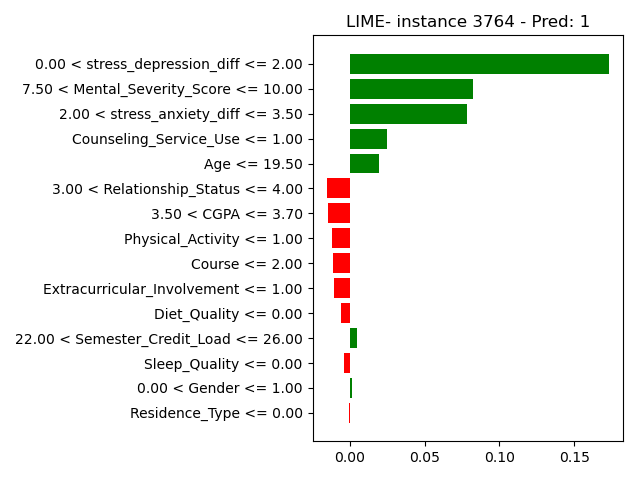 LIME- instance 3764 - Pred: 1
0.00 < stress_depression_diff <= 2.00
7.50 < Mental_Severity_Score <= 10.00
2.00 < stress_anxiety_diff <= 3.50
Counseling_Service_Use <= 1.00
Age <= 19.50
3.00 < Relationship_Status <= 4.00
3.50 < CGPA <= 3.70
Physical_Activity <= 1.00
Course <= 2.00
Extracurricular_Involvement <= 1.00
Diet_Quality <= 0.00
22.00 < Semester_Credit_Load <= 26.00
Sleep_Quality <= 0.00
0.00 < Gender <= 1.00
Residence_Type <= 0.00
0.00 0.05 0.10 0.15